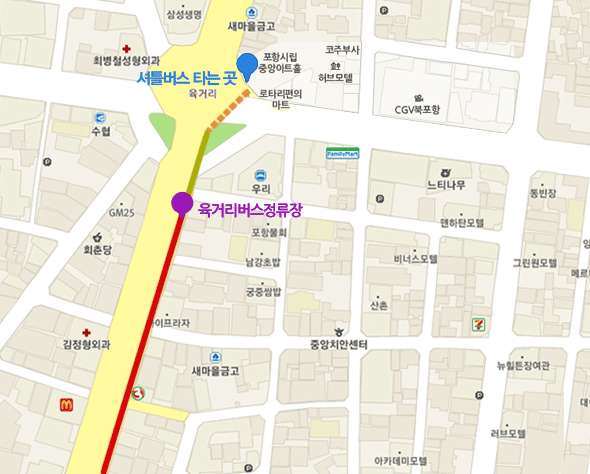 삼성생명
새마을금고
최병철성형외과
포항시립
중앙아트홀
코주부사
허브모텔
셔틀버스 타는 곳
육거리
로타리편의
마트
CGV북포항
수협
FamilyMart
우리
느티나무
통빈장
GM25
육거리버스정류장
맨하탄모텔
포항물회
회춘당
남강초밥
비너스모텔
그린원모텔
메르
궁중쌈밥
산촌
이프라자
김정형외과
중앙치안센터
7
새마을금고
뉴힐튼장여관
러브모텔
대
아카데미모텔